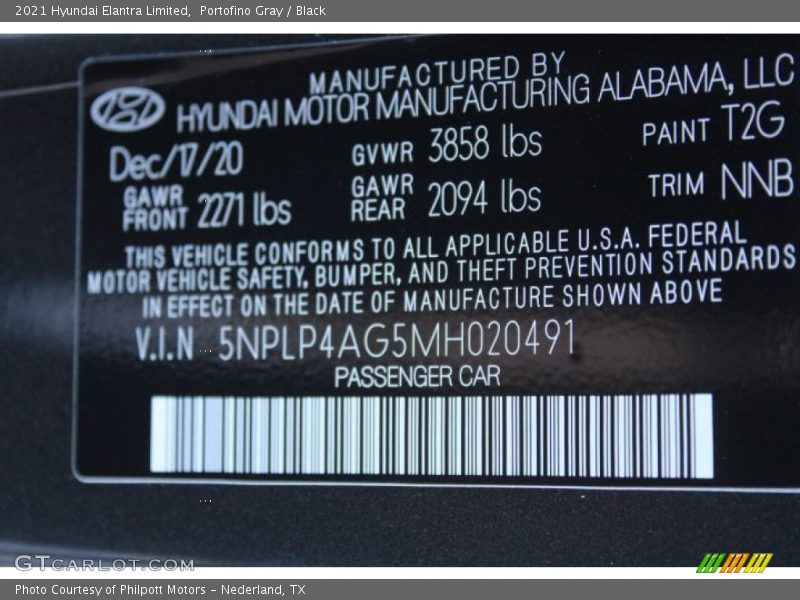 2021 Hyundai Elantra Limited, Portofino Gray / Black
MANUFACTURED BY
HYUNDAI MOTOR MANUFACTURING ALABAMA, LLC
Dec/17/20 GVWR 3858 lbs PAINT T2G
GAWR FRONT 2271 lbs GAWR REAR 2094 lbs TRIM NNB
THIS VEHICLE CONFORMS TO ALL APPLICABLE U.S.A. FEDERAL
MOTOR VEHICLE SAFETY, BUMPER, AND THEFT PREVENTION STANDARDS
IN EFFECT ON THE DATE OF MANUFACTURE SHOWN ABOVE
V.I.N 5NPLP4AG5MH020491
PASSENGER CAR
GTCARLOT.COM
Photo Courtesy of Philpott Motors - Nederland, TX